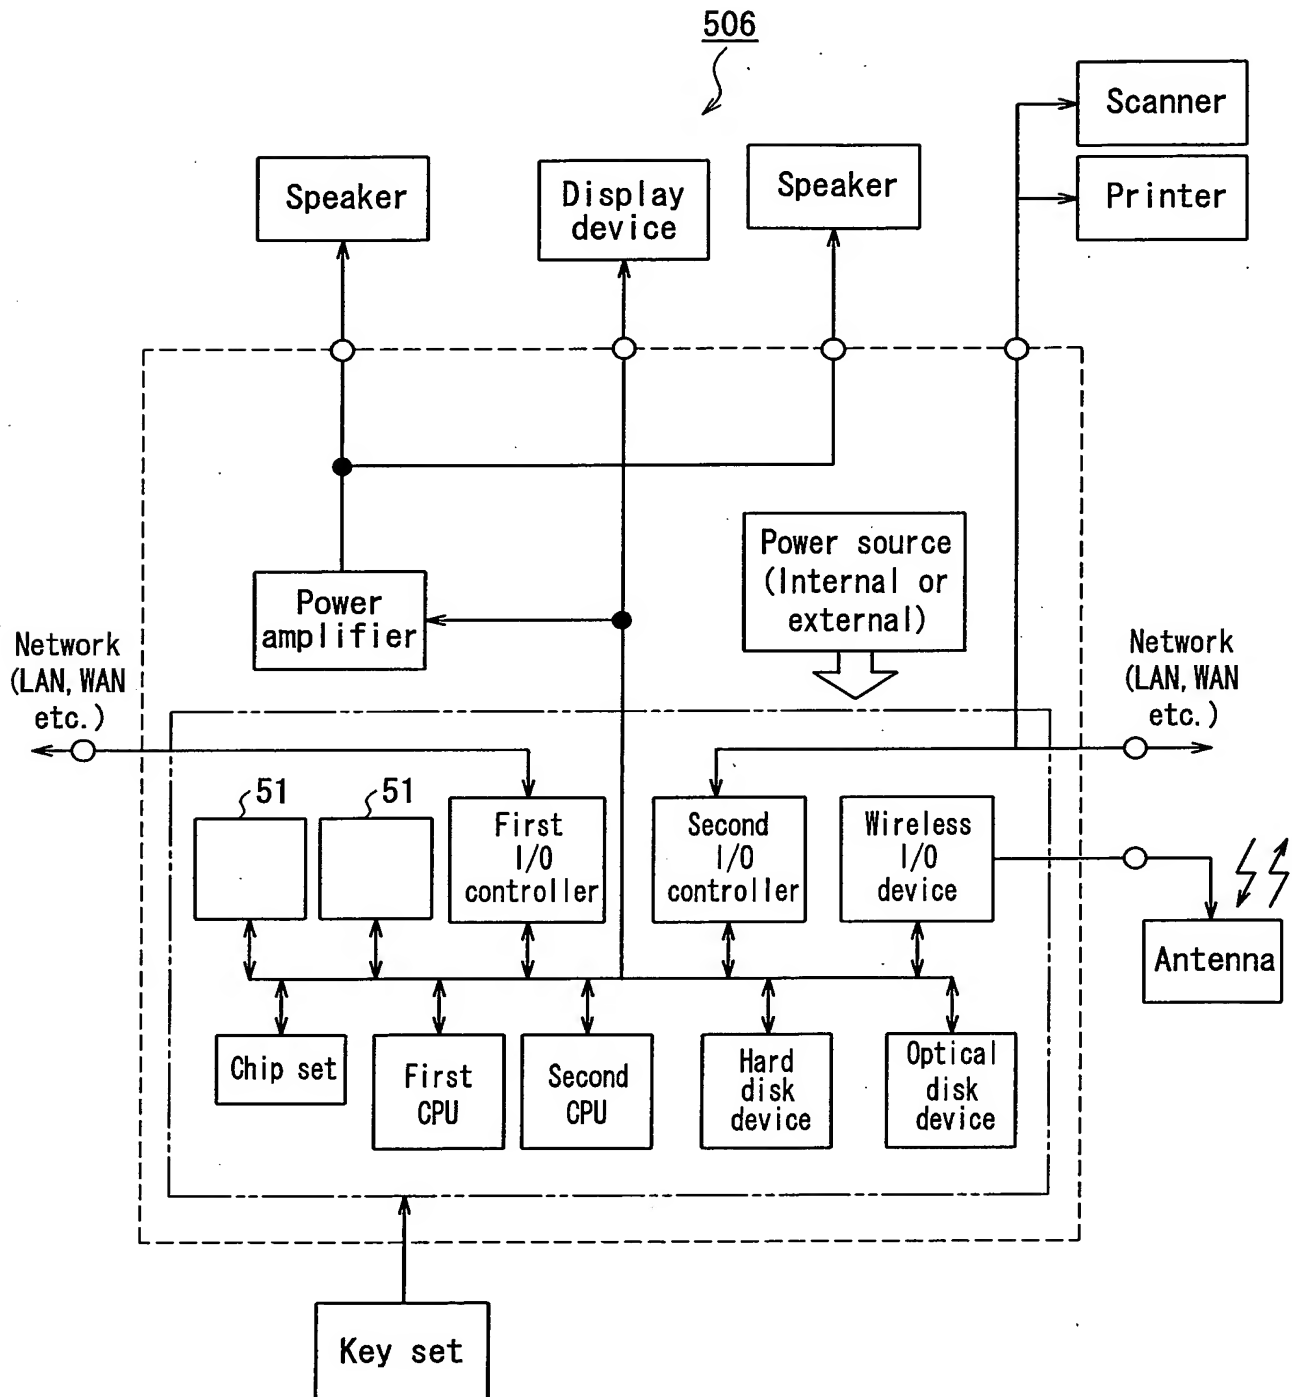 506
Scanner
Printer
Speaker
Display
device
Speaker
Power source
(Internal or
external)
Power
amplifier
Network
(LAN, WAN
etc.)
Network
(LAN, WAN
etc.)
51
51
First
I/O
controller
Second
I/O
controller
Wireless
I/O
device
Antenna
Chip set
First
CPU
Second
CPU
Hard
disk
device
Optical
disk
device
Key set